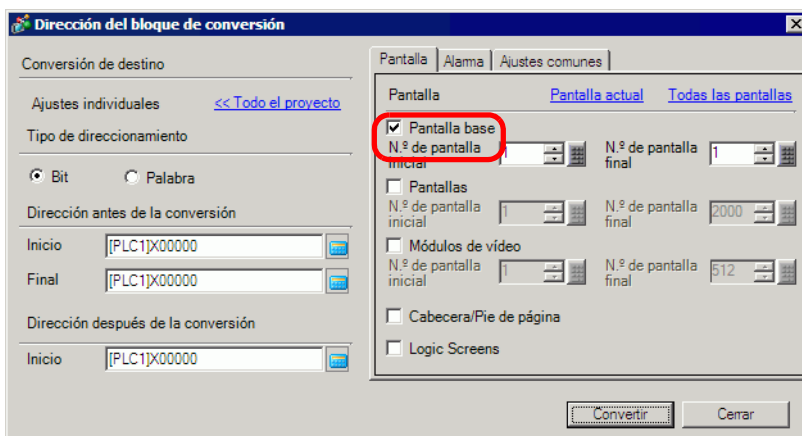 Dirección del bloque de conversión
Conversión de destino
Ajustes individuales << Todo el proyecto
Tipo de direccionamiento
Bit Palabra
Dirección antes de la conversión
Inicio [PLC1]X00000
Final [PLC1]X00000
Dirección después de la conversión
Inicio [PLC1]X00000
Pantalla Alarma Ajustes comunes
Pantalla Pantalla actual Todas las pantallas
Pantalla base
N.º de pantalla inicial 1 N.º de pantalla final 1
Pantallas
N.º de pantalla inicial 1 N.º de pantalla final 2000
Módulos de vídeo
N.º de pantalla inicial 1 N.º de pantalla final 512
Cabecera/Pie de página
Logic Screens
Convertir Cerrar